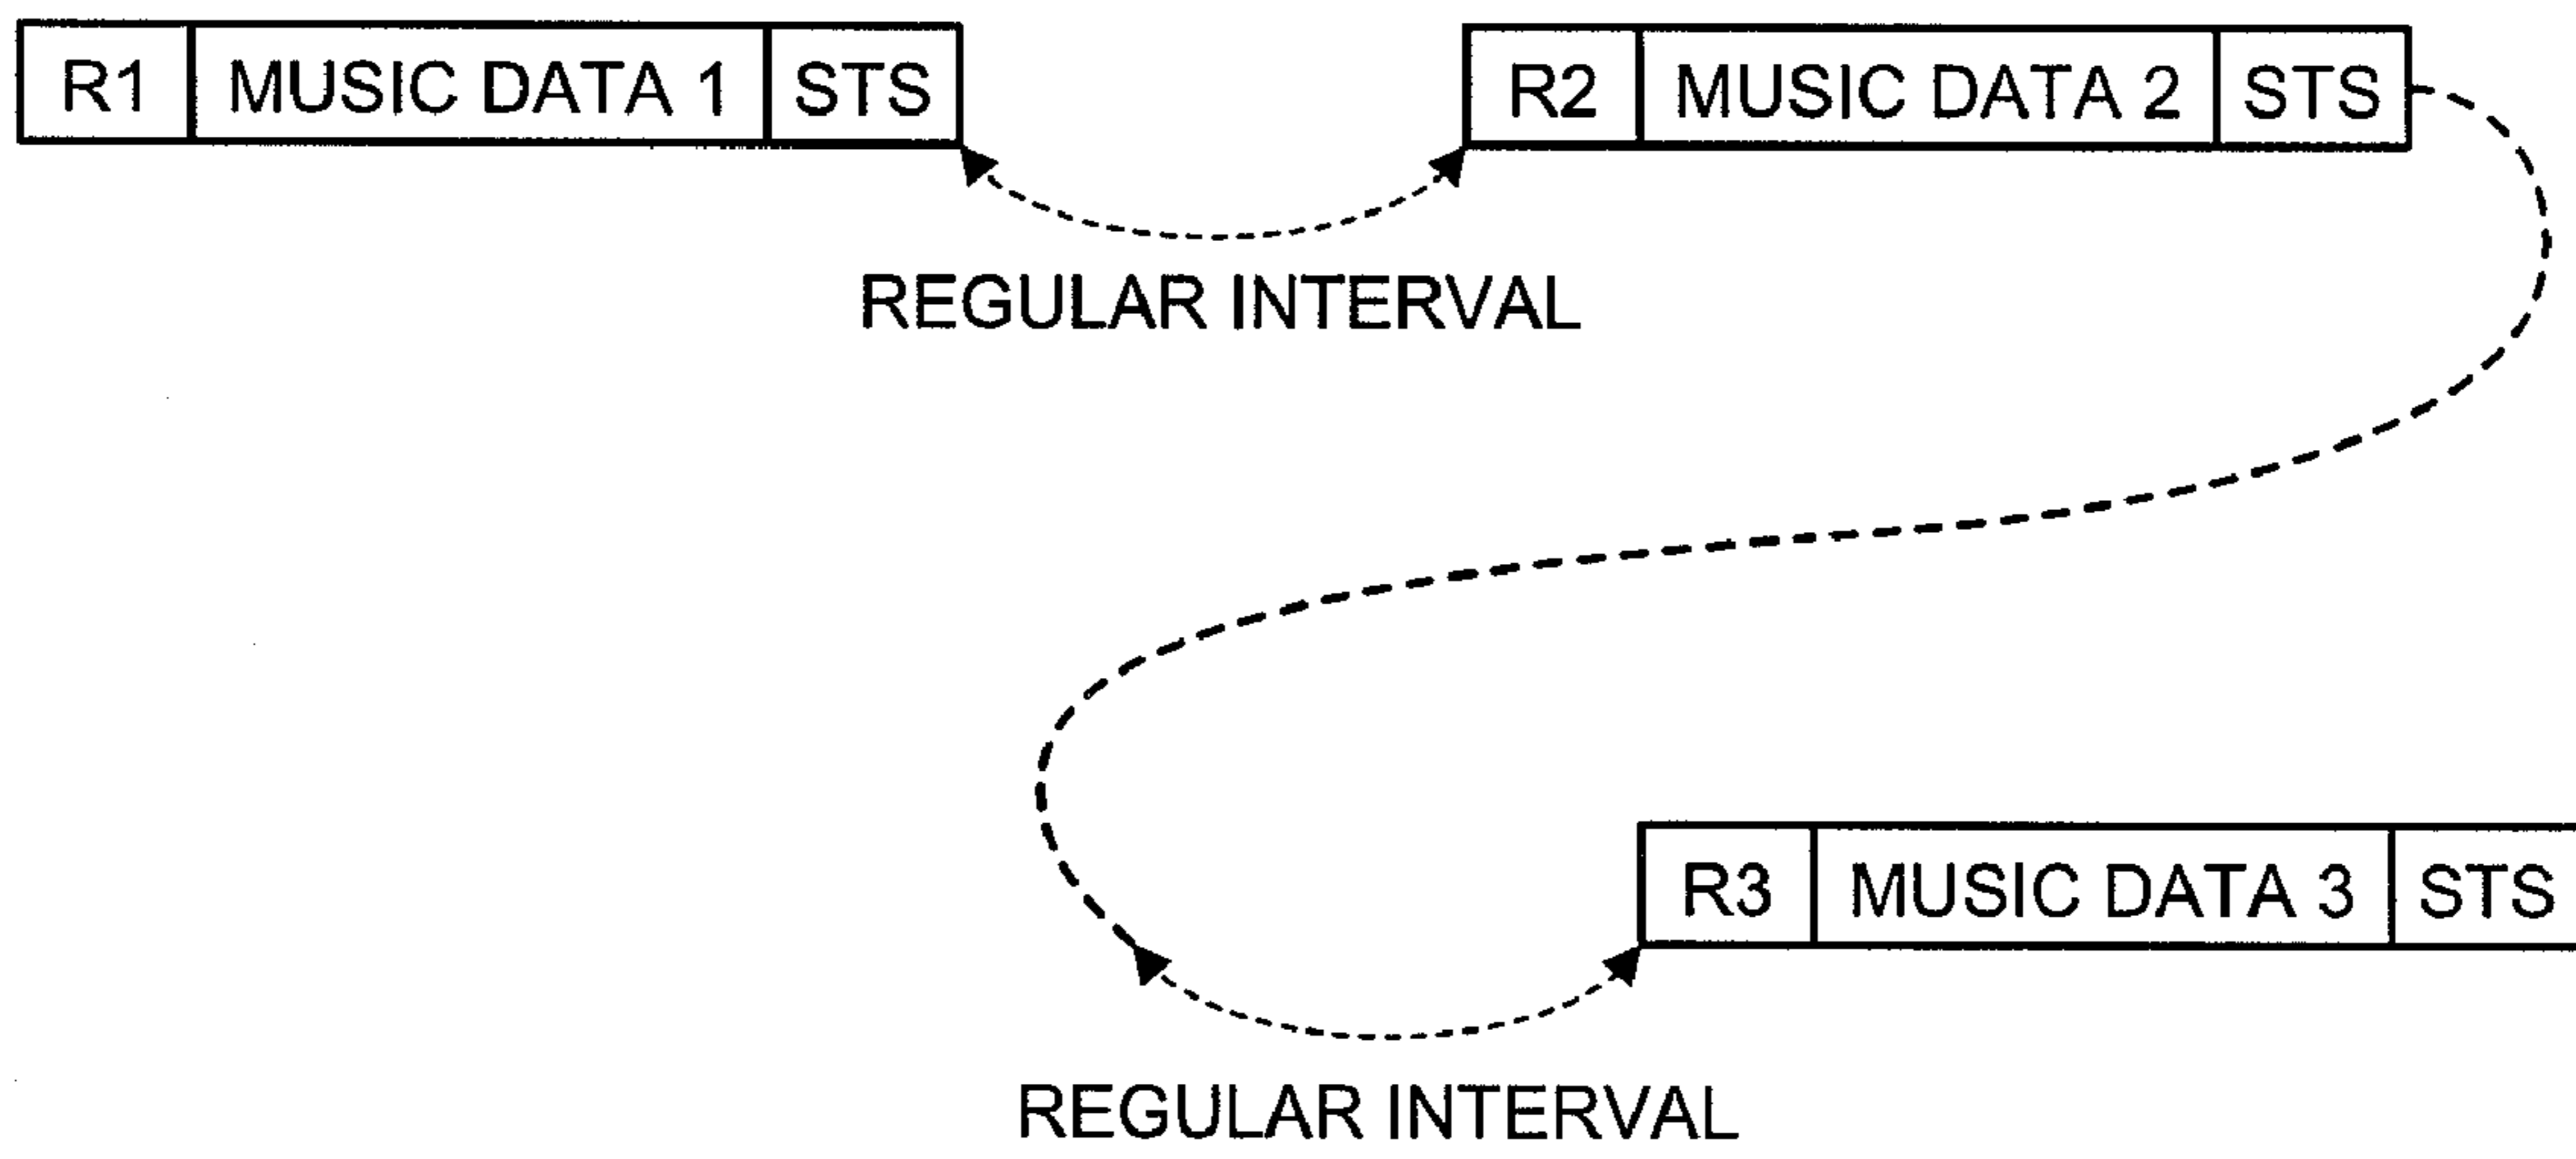 R1 MUSIC DATA 1 STS
R2 MUSIC DATA 2 STS
REGULAR INTERVAL
R3 MUSIC DATA 3 STS
REGULAR INTERVAL